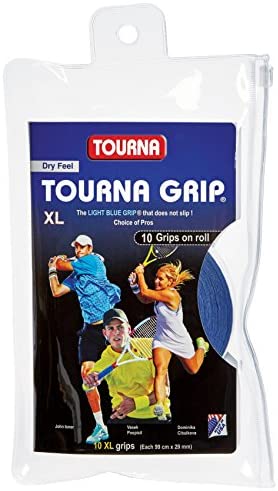 TOURNA
Dry Feel
TOURNA GRIP®
XL
The LIGHT BLUE GRIP® that does not slip !
Choice of Pros
10 Grips on roll
John Isner
Vasek
Pospisil
Dominika
Cibulkova
10 XL grips (Each 99 cm x 29 mm)